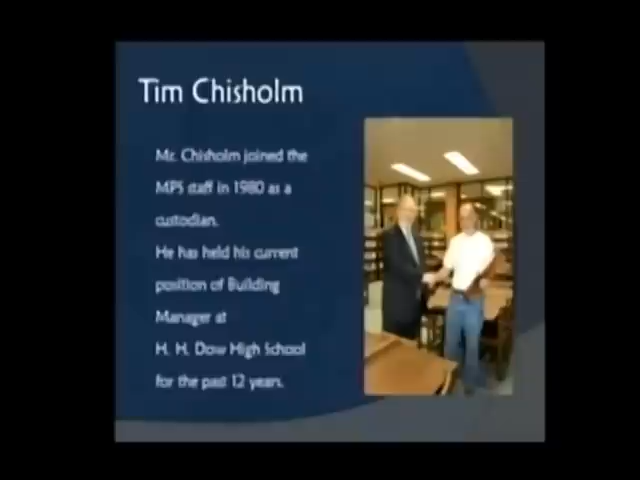 Tim Chisholm
Mr. Chisholm joined the
MPS staff in 1980 as a
custodian.
He has held his current
position of Building
Manager at
H. H. Dow High School
for the past 12 years.